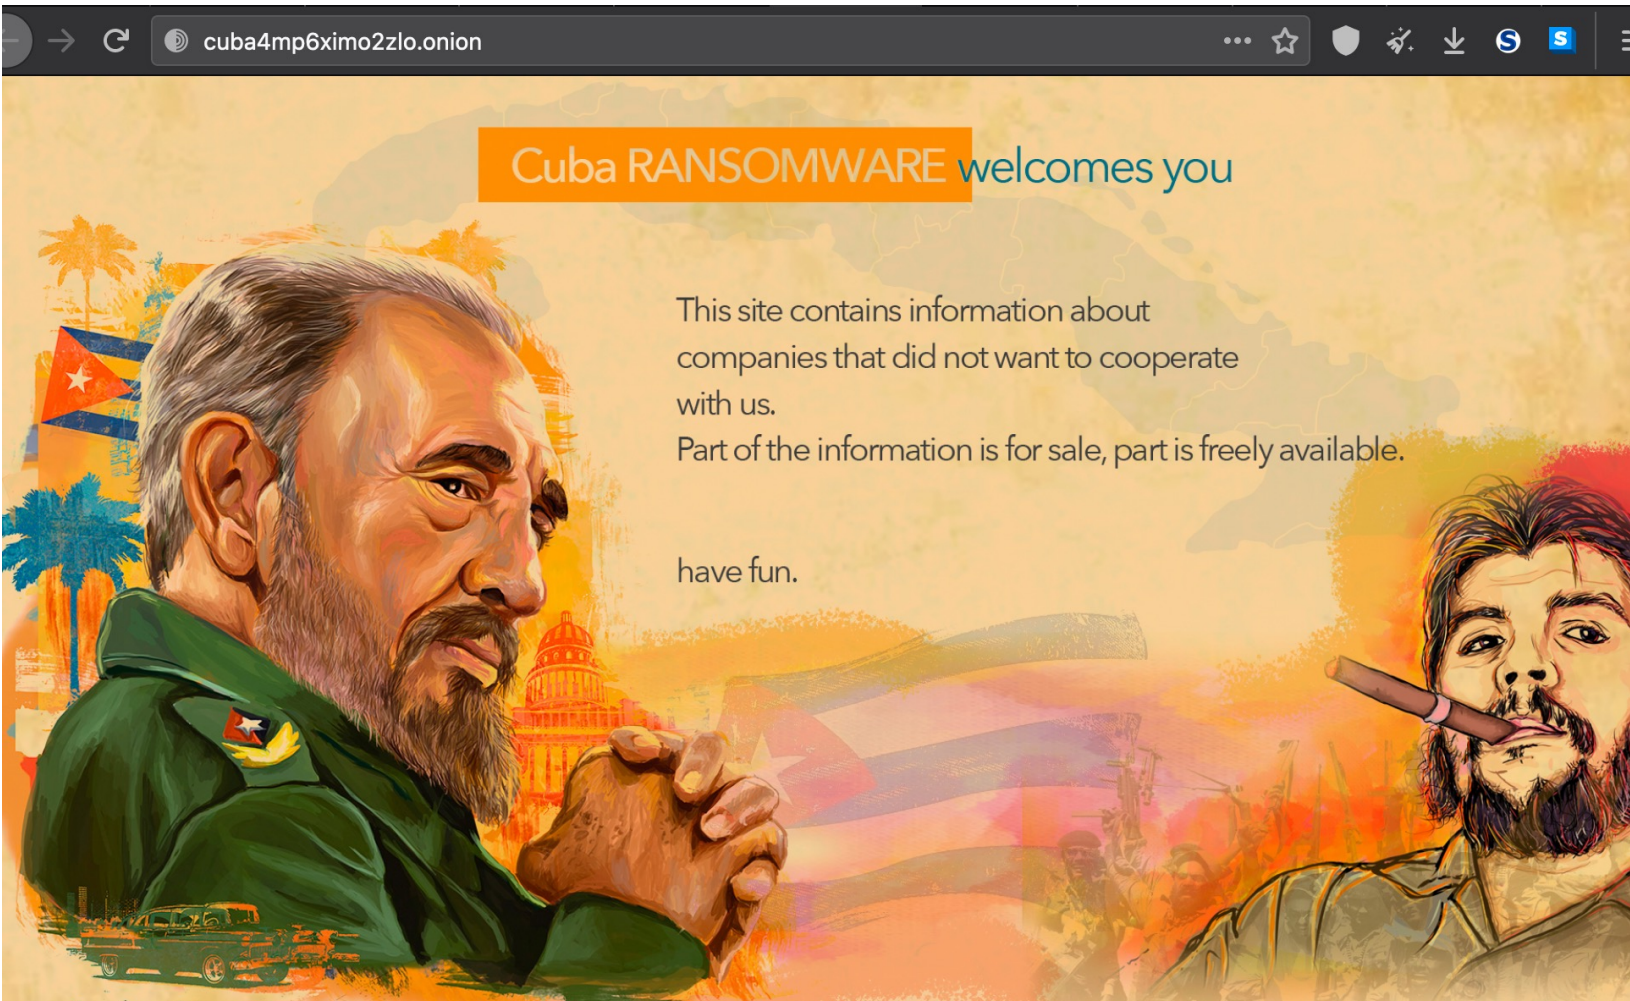 cuba4mp6ximo2zlo.onion
Cuba RANSOMWARE welcomes you
This site contains information about
companies that did not want to cooperate
with us.
Part of the information is for sale, part is freely available.
have fun.